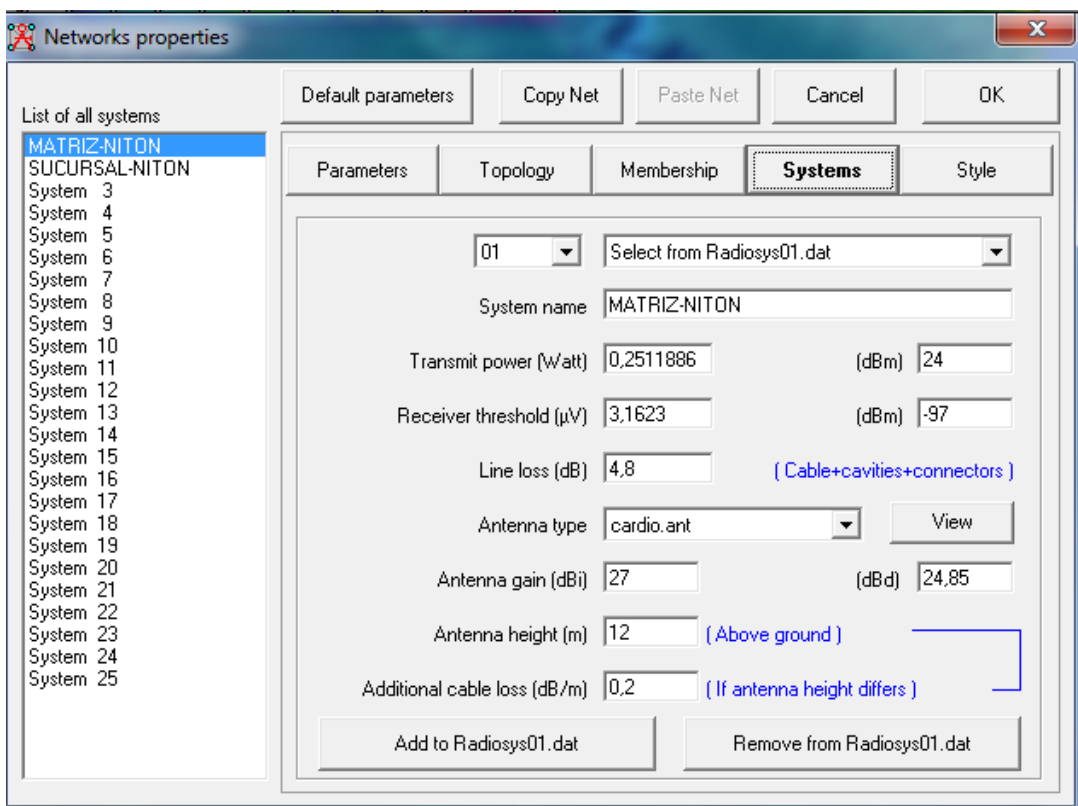 Networks properties
x
Default parameters
Copy Net
Paste Net
Cancel
OK
List of all systems
MATRIZ-NITON
SUCURSAL-NITON
System 3
System 4
System 5
System 6
System 7
System 8
System 9
System 10
System 11
System 12
System 13
System 14
System 15
System 16
System 17
System 18
System 19
System 20
System 21
System 22
System 23
System 24
System 25
Parameters
Topology
Membership
Systems
Style
01
Select from Radiosys01.dat
System name MATRIZ-NITON
Transmit power (Watt) 0,2511886 (dBm) 24
Receiver threshold (µV) 3,1623 (dBm) -97
Line loss (dB) 4,8 ( Cable+cavities+connectors )
Antenna type cardio.ant View
Antenna gain (dBi) 27 (dBd) 24,85
Antenna height (m) 12 ( Above ground )
Additional cable loss (dB/m) 0,2 ( If antenna height differs )
Add to Radiosys01.dat
Remove from Radiosys01.dat